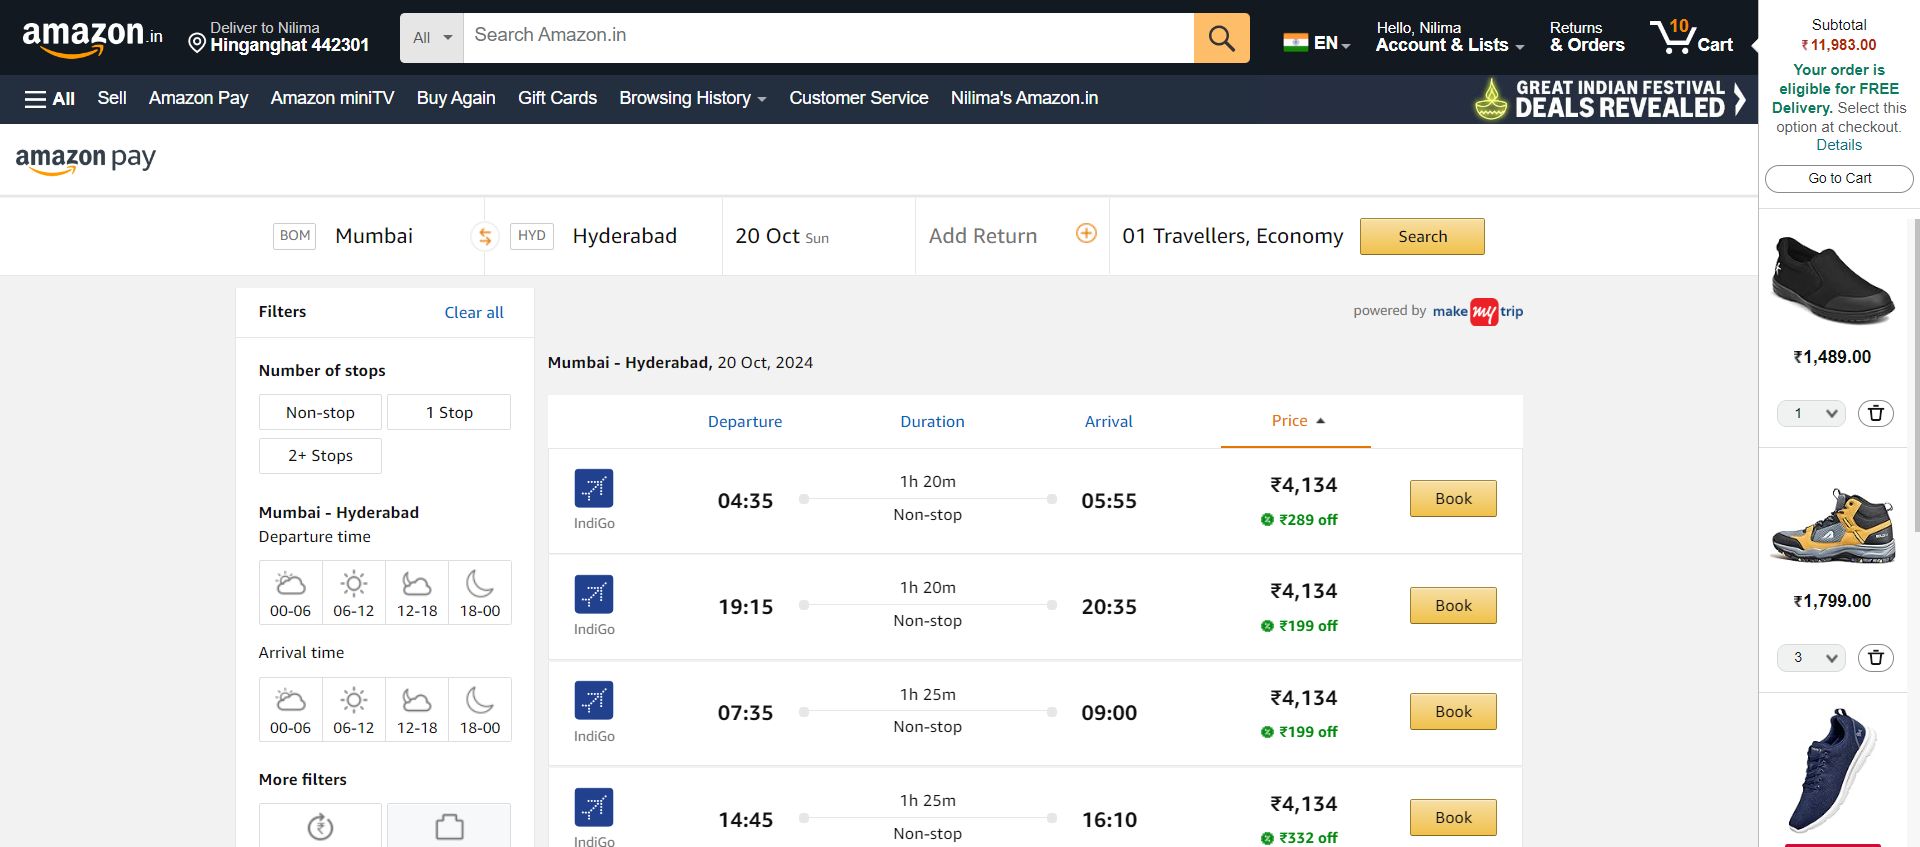 amazon.in
Deliver to Nilima
Hinganghat 442301
All
Search Amazon.in
EN
Hello, Nilima
Account & Lists
Returns
& Orders
10
Cart
All
Sell
Amazon Pay
Amazon miniTV
Buy Again
Gift Cards
Browsing History
Customer Service
Nilima's Amazon.in
GREAT INDIAN FESTIVAL
DEALS REVEALED
Subtotal
₹11,983.00
Your order is
eligible for FREE
Delivery. Select this
option at checkout.
Details
Go to Cart
amazon pay
BOM Mumbai
HYD Hyderabad
20 Oct Sun
Add Return
01 Travellers, Economy
Search
Filters
Clear all
Number of stops
Non-stop
1 Stop
2+ Stops
Mumbai - Hyderabad
Departure time
00-06
06-12
12-18
18-00
Arrival time
00-06
06-12
12-18
18-00
More filters
powered by make my trip
Mumbai - Hyderabad, 20 Oct, 2024
Departure
Duration
Arrival
Price
IndiGo
04:35
1h 20m
Non-stop
05:55
₹4,134
₹289 off
Book
IndiGo
19:15
1h 20m
Non-stop
20:35
₹4,134
₹199 off
Book
IndiGo
07:35
1h 25m
Non-stop
09:00
₹4,134
₹199 off
Book
IndiGo
14:45
1h 25m
Non-stop
16:10
₹4,134
₹332 off
Book
₹1,489.00
1
₹1,799.00
3